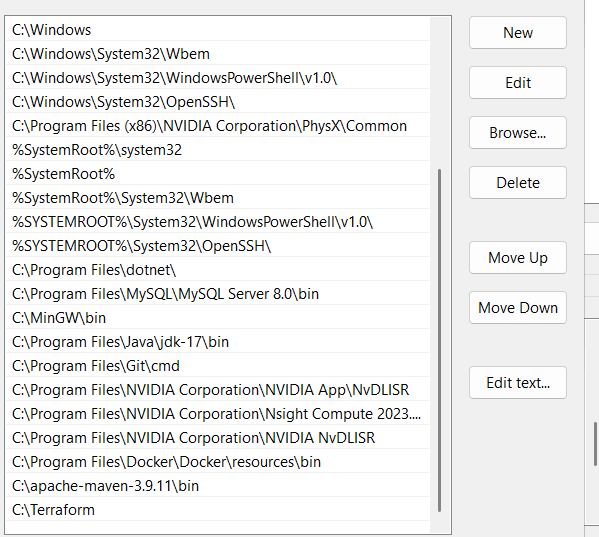 C:\Windows
C:\Windows\System32\Wbem
C:\Windows\System32\WindowsPowerShell\v1.0\
C:\Windows\System32\OpenSSH\
C:\Program Files (x86)\NVIDIA Corporation\PhysX\Common
%SystemRoot%\system32
%SystemRoot%
%SystemRoot%\System32\Wbem
%SYSTEMROOT%\System32\WindowsPowerShell\v1.0\
%SYSTEMROOT%\System32\OpenSSH\
C:\Program Files\dotnet\
C:\Program Files\MySQL\MySQL Server 8.0\bin
C:\MinGW\bin
C:\Program Files\Java\jdk-17\bin
C:\Program Files\Git\cmd
C:\Program Files\NVIDIA Corporation\NVIDIA App\NvDLISR
C:\Program Files\NVIDIA Corporation\Nsight Compute 2023....
C:\Program Files\NVIDIA Corporation\NVIDIA NvDLISR
C:\Program Files\Docker\Docker\resources\bin
C:\apache-maven-3.9.11\bin
C:\Terraform
New
Edit
Browse...
Delete
Move Up
Move Down
Edit text...